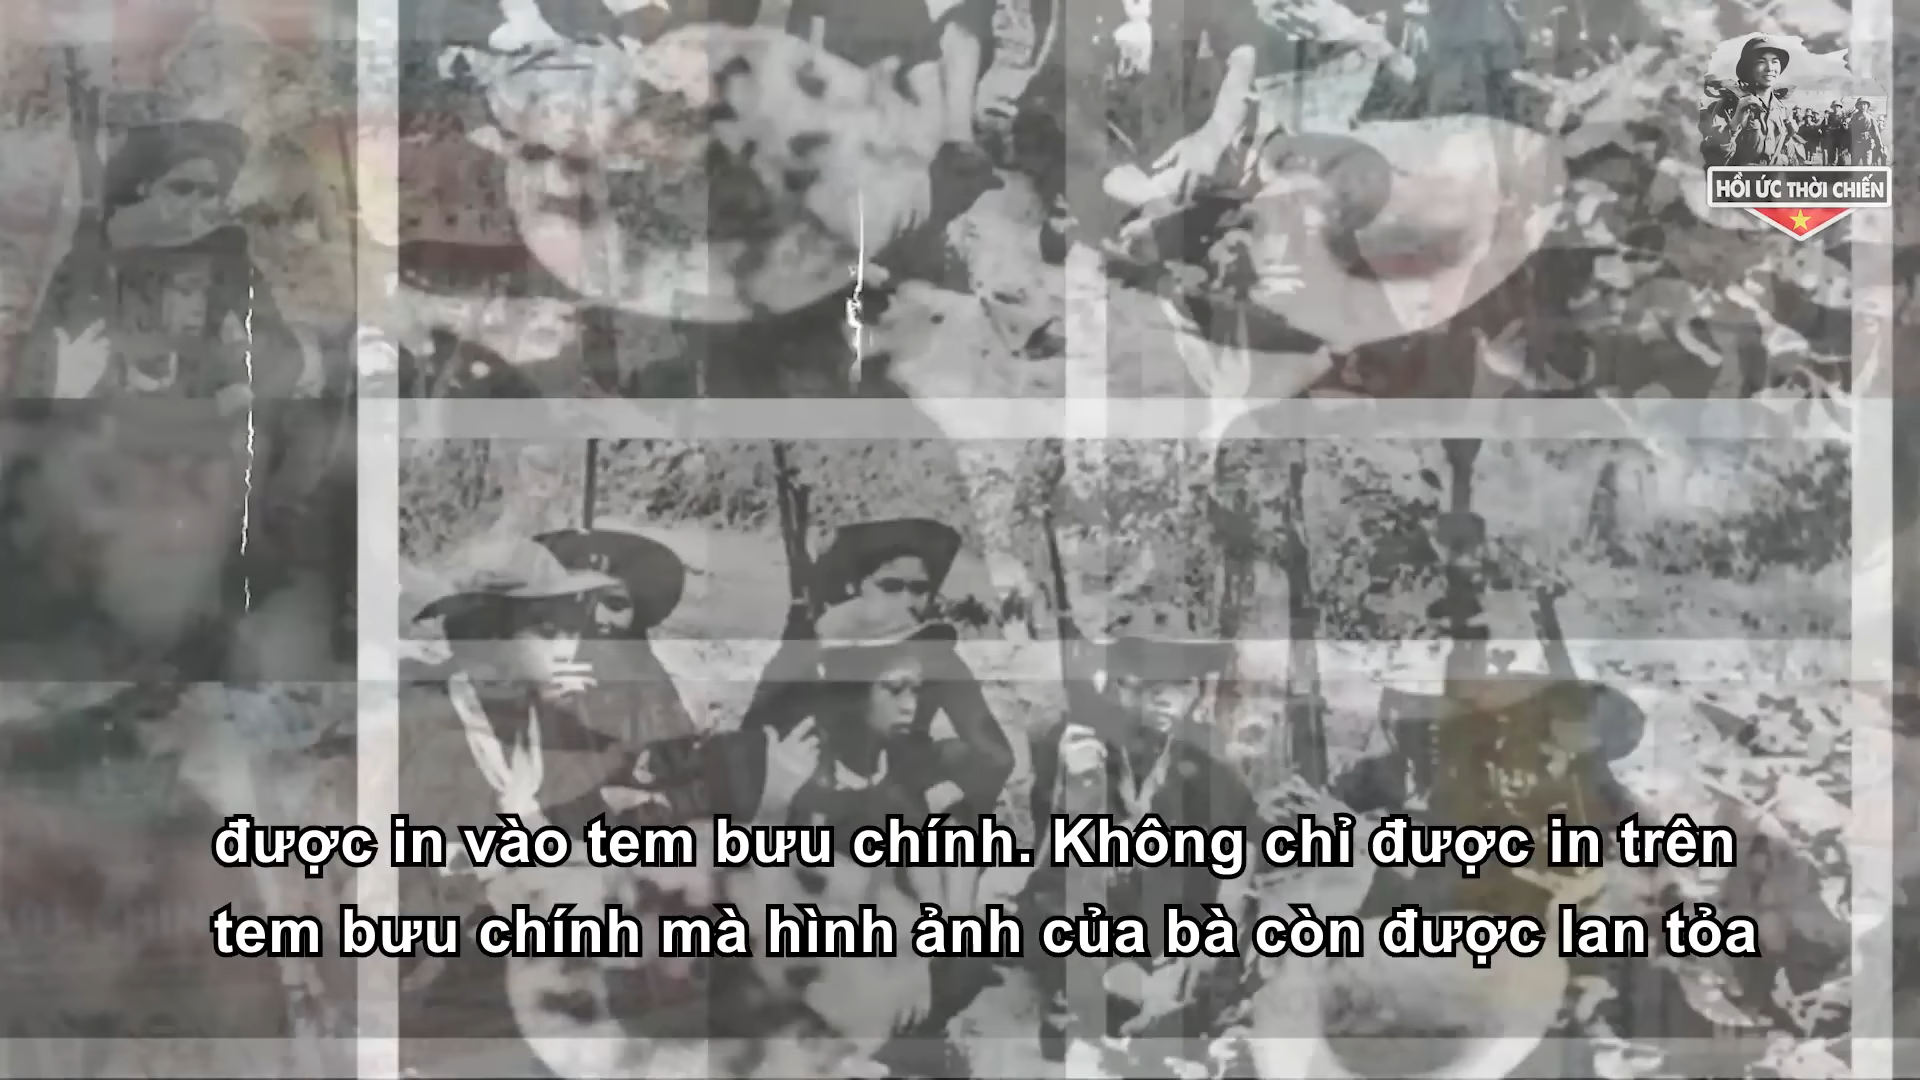 HỒI ỨC THỜI CHIẾN
được in vào tem bưu chính. Không chỉ được in trên
tem bưu chính mà hình ảnh của bà còn được lan tỏa